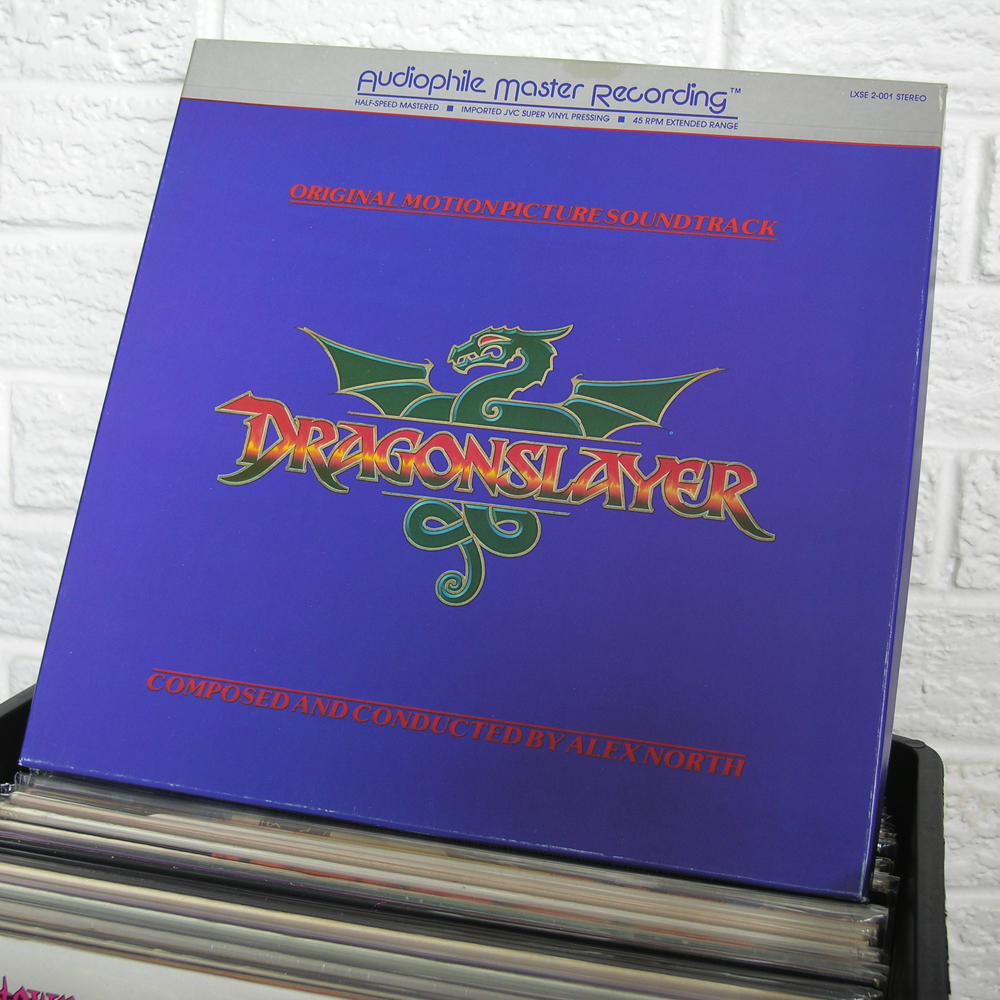 Audiophile Master Recording™
LXSE 2-001 STEREO
HALF-SPEED MASTERED ■ IMPORTED JVC SUPER VINYL PRESSING ■ 45 RPM EXTENDED RANGE
ORIGINAL MOTION PICTURE SOUNDTRACK
DRAGONSLAYER
COMPOSED AND CONDUCTED BY ALEX NORTH